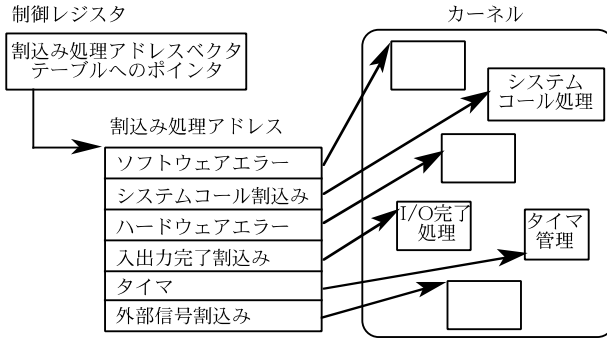 制御レジスタ
カーネル
割込み処理アドレスベクタ
テーブルへのポインタ
割込み処理アドレス
ソフトウェアエラー
システムコール割込み
ハードウェアエラー
入出力完了割込み
タイマ
外部信号割込み
システム
コール処理
I/O完了
処理
タイマ
管理